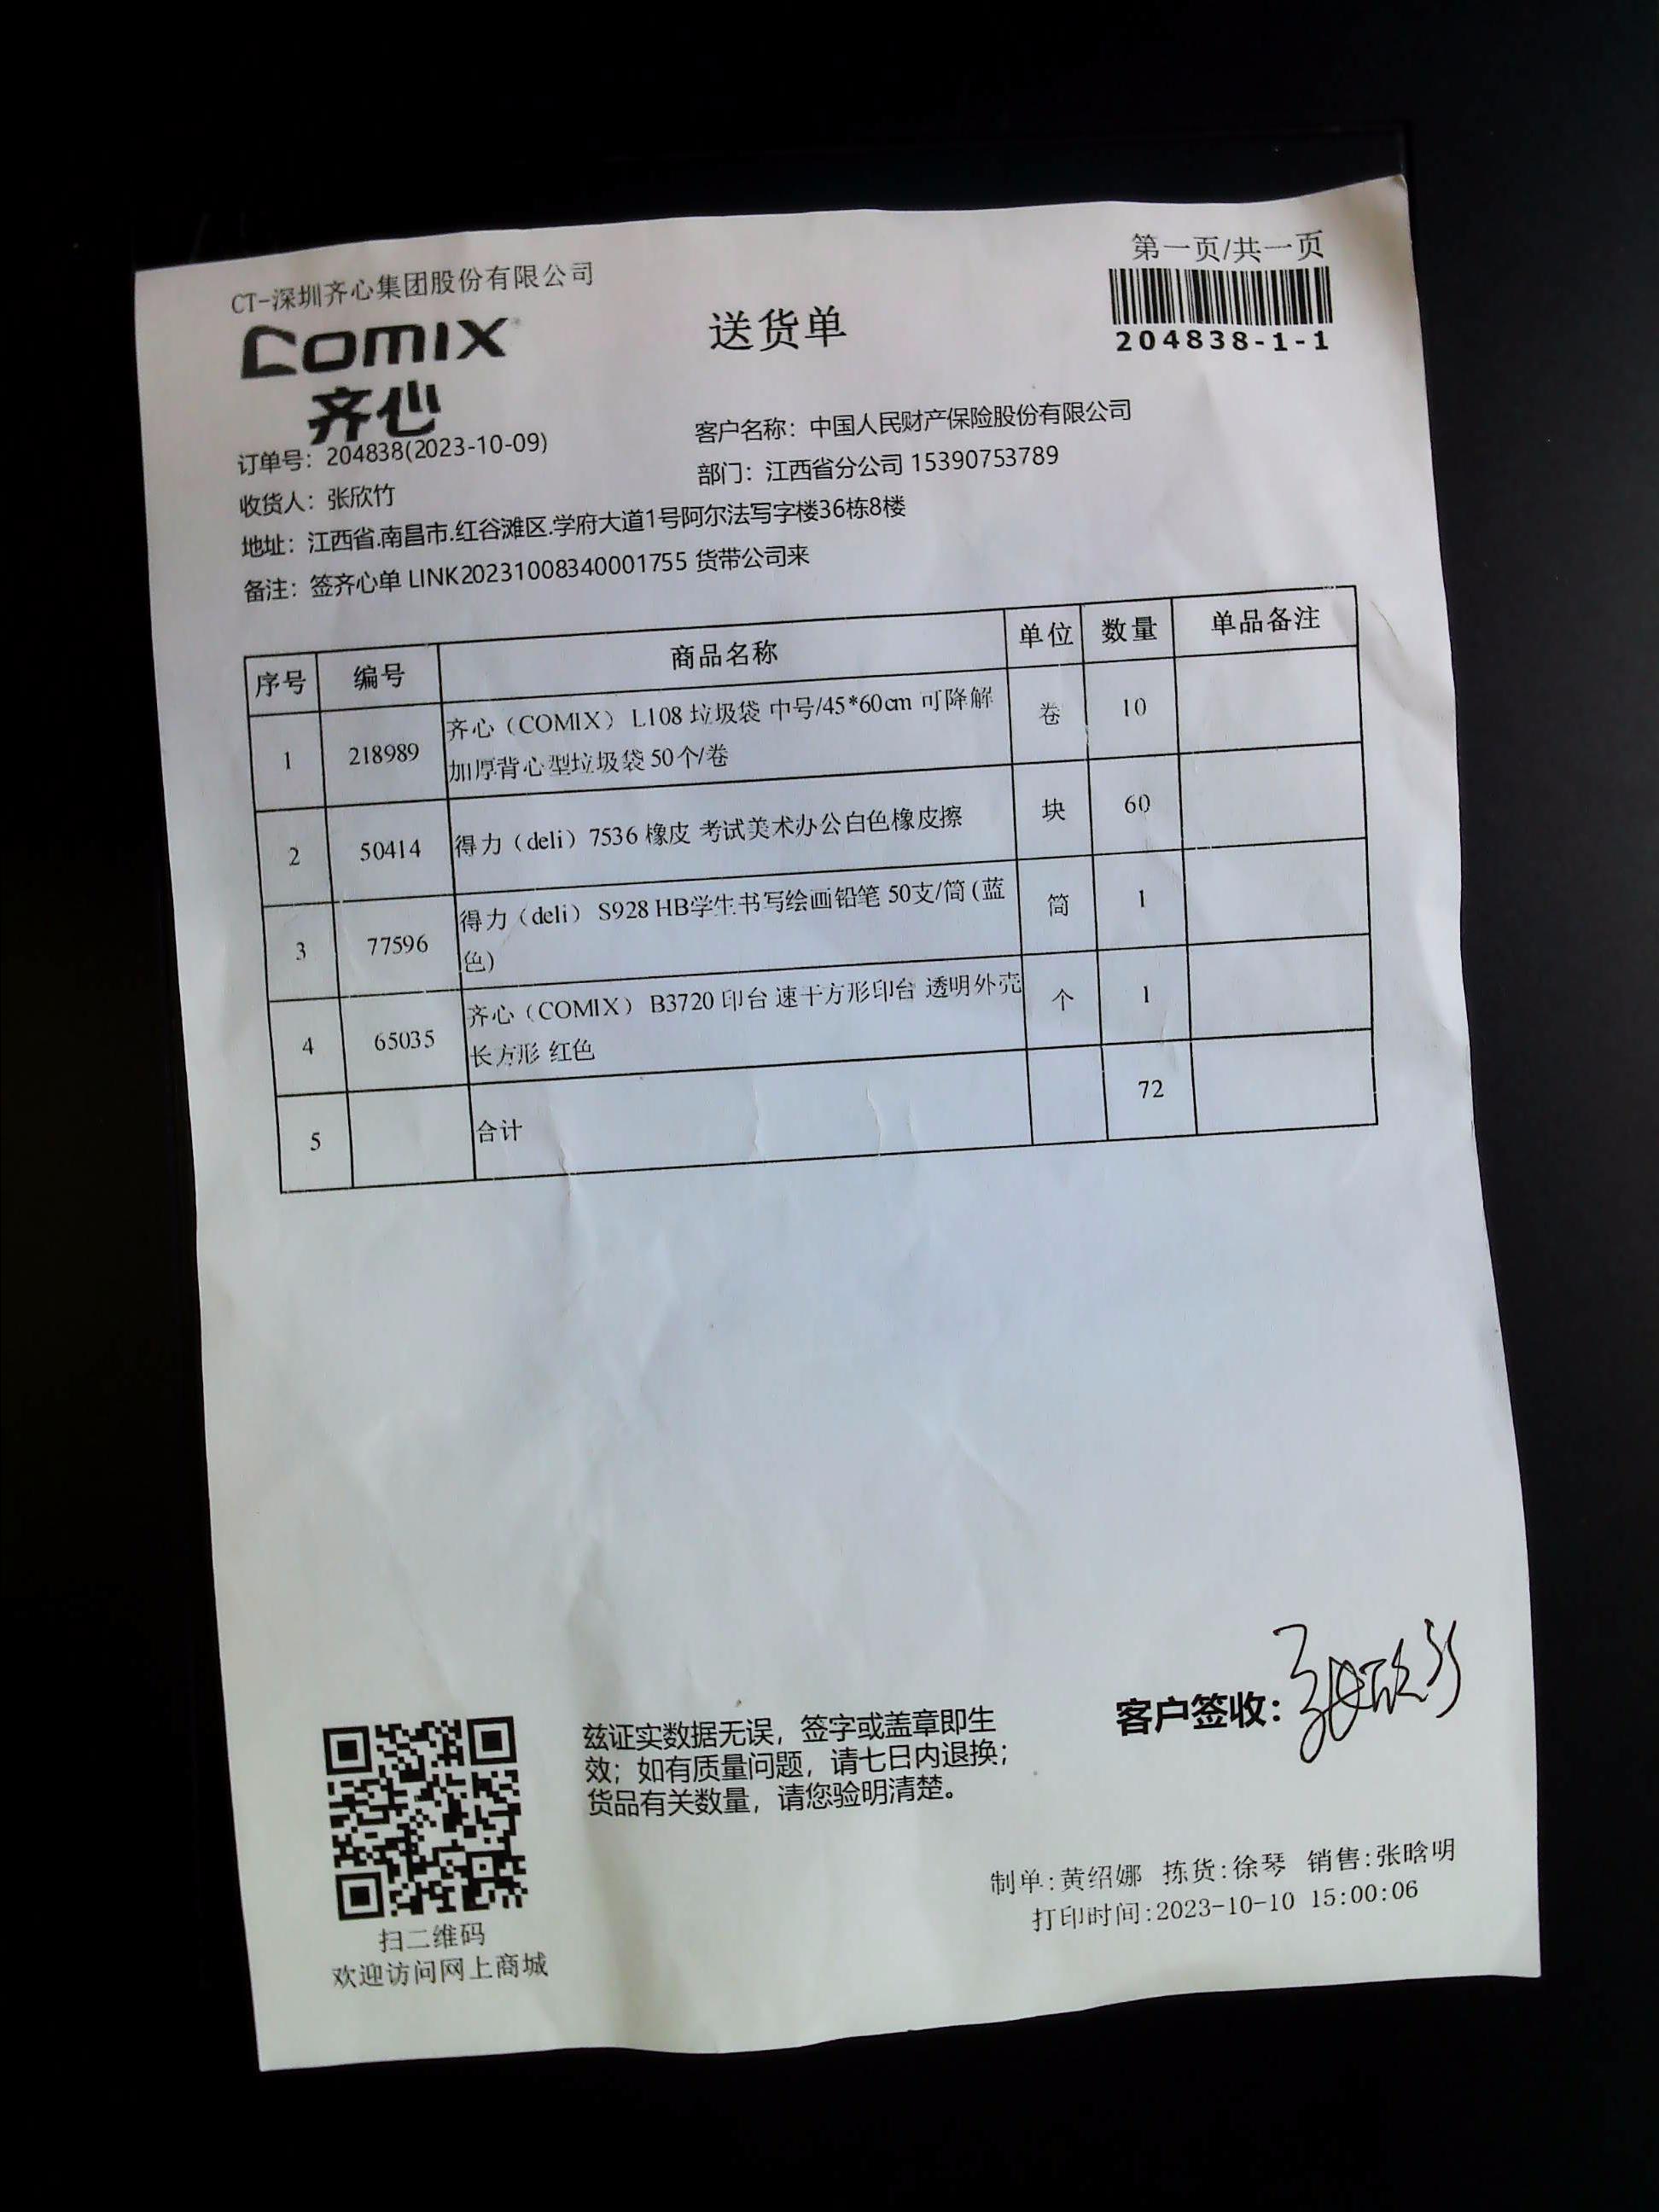 第一页/共一页
CT-深圳齐心集团股份有限公司
comix
齐心
送货单
204838-1-1
订单号：204838(2023-10-09)
客户名称：中国人民财产保险股份有限公司
收货人：张欣竹
部门：江西省分公司 15390753789
地址：江西省.南昌市.红谷滩区.学府大道1号阿尔法写字楼36栋8楼
备注：签齐心单 LINK20231008340001755 货带公司来
序号 编号 商品名称 单位 数量 单品备注
1 218989 齐心（COMIX） L108 垃圾袋 中号/45*60cm 可降解 卷 10
加厚背心型垃圾袋 50个/卷
2 50414 得力（deli）7536 橡皮 考试美术办公白色橡皮擦 块 60
3 77596 得力（deli） S928 HB学生书写绘画铅笔 50支/筒 (蓝 筒 1
色)
4 65035 齐心（COMIX） B3720 印台 速干方形印台 透明外壳 个 1
长方形 红色
5 合计 72
客户签收：张欣竹
兹证实数据无误，签字或盖章即生
效；如有质量问题，请七日内退换；
货品有关数量，请您验明清楚。
扫二维码
欢迎访问网上商城
制单:黄绍娜 拣货:徐琴 销售:张晗明
打印时间:2023-10-10 15:00:06